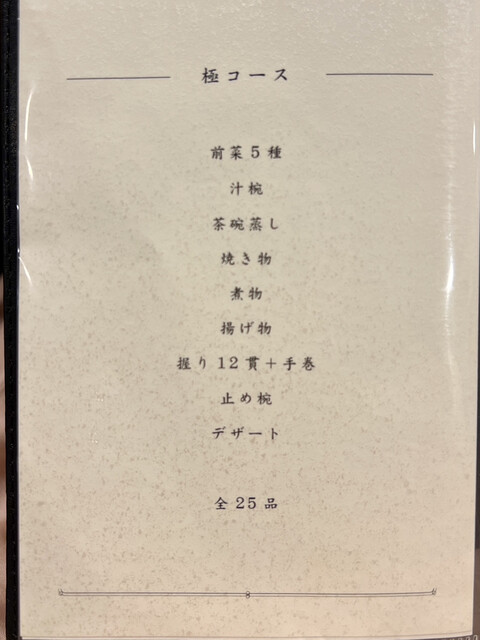 極コース
前菜5種
汁椀
茶碗蒸し
焼き物
煮物
揚げ物
握り12貫+手巻
止め椀
デザート
全25品